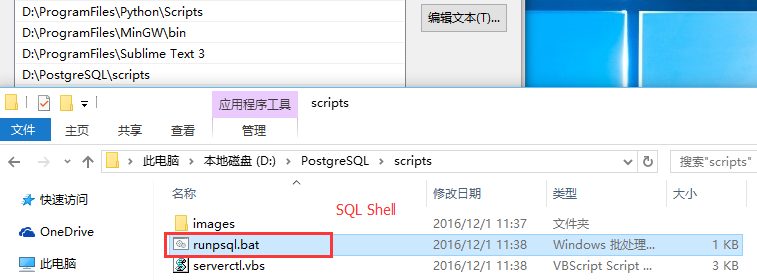 D:\ProgramFiles\Python\Scripts
D:\ProgramFiles\MinGW\bin
D:\ProgramFiles\Sublime Text 3
D:\PostgreSQL\scripts
编辑文本(T)...
应用程序工具
scripts
文件 主页 共享 查看 管理
此电脑 本地磁盘 (D:) PostgreSQL scripts 搜索"scripts"
快速访问
OneDrive
此电脑
名称 修改日期 类型 大小
SQL Shell
images 2016/12/1 11:37 文件夹
runpsql.bat 2016/12/1 11:38 Windows 批处理... 1 KB
serverctl.vbs 2016/12/1 11:38 VBScript Script ... 3 KB